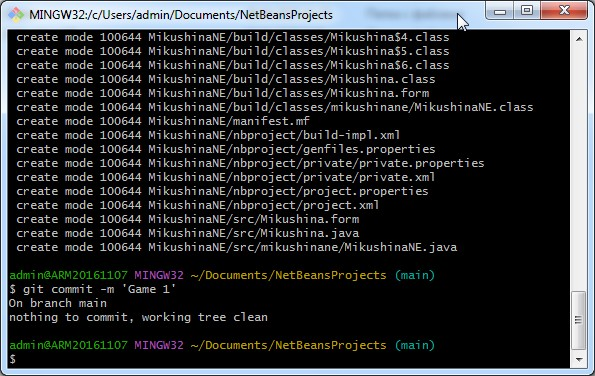 MINGW32:/c/Users/admin/Documents/NetBeansProjects
create mode 100644 MikushinaNE/build/classes/Mikushina$4.class
create mode 100644 MikushinaNE/build/classes/Mikushina$5.class
create mode 100644 MikushinaNE/build/classes/Mikushina$6.class
create mode 100644 MikushinaNE/build/classes/Mikushina.class
create mode 100644 MikushinaNE/build/classes/Mikushina.form
create mode 100644 MikushinaNE/build/classes/mikushinane/MikushinaNE.class
create mode 100644 MikushinaNE/manifest.mf
create mode 100644 MikushinaNE/nbproject/build-impl.xml
create mode 100644 MikushinaNE/nbproject/genfiles.properties
create mode 100644 MikushinaNE/nbproject/private/private.properties
create mode 100644 MikushinaNE/nbproject/private/private.xml
create mode 100644 MikushinaNE/nbproject/project.properties
create mode 100644 MikushinaNE/nbproject/project.xml
create mode 100644 MikushinaNE/src/Mikushina.form
create mode 100644 MikushinaNE/src/Mikushina.java
create mode 100644 MikushinaNE/src/mikushinane/MikushinaNE.java
admin@ARM20161107 MINGW32 ~/Documents/NetBeansProjects (main)
$ git commit -m 'Game 1'
On branch main
nothing to commit, working tree clean
admin@ARM20161107 MINGW32 ~/Documents/NetBeansProjects (main)
$